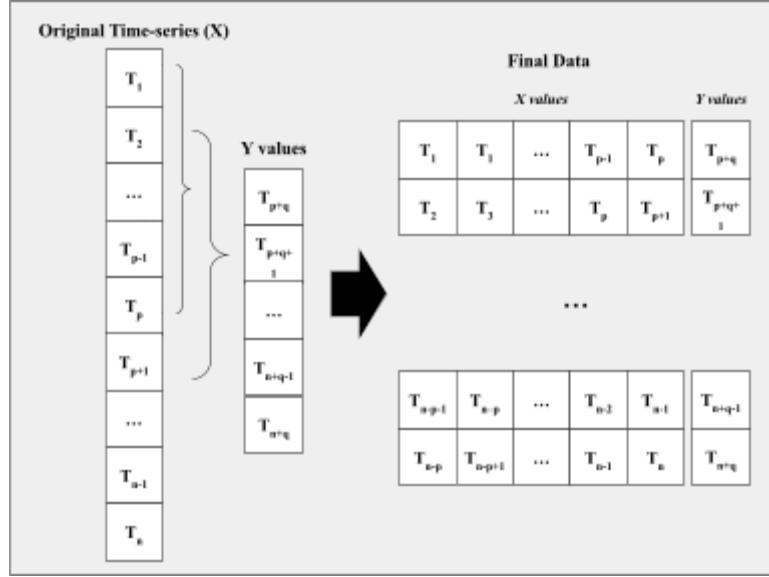 Original Time-series (X)
T1
T2
...
Tp-1
Tp
Tp+1
...
Tn-1
Tn
Y values
Tp+q
Tp+q+
1
...
Tn+q-1
Tn+q
Final Data
X values Y values
T1 T1 ... Tp-1 Tp Tp+q
T2 T3 ... Tp Tp+1 Tp+q+
1
...
Tn-p-1 Tn-p ... Tn-2 Tn-1 Tn+q-1
Tn-p Tn-p+1 ... Tn-1 Tn Tn+q